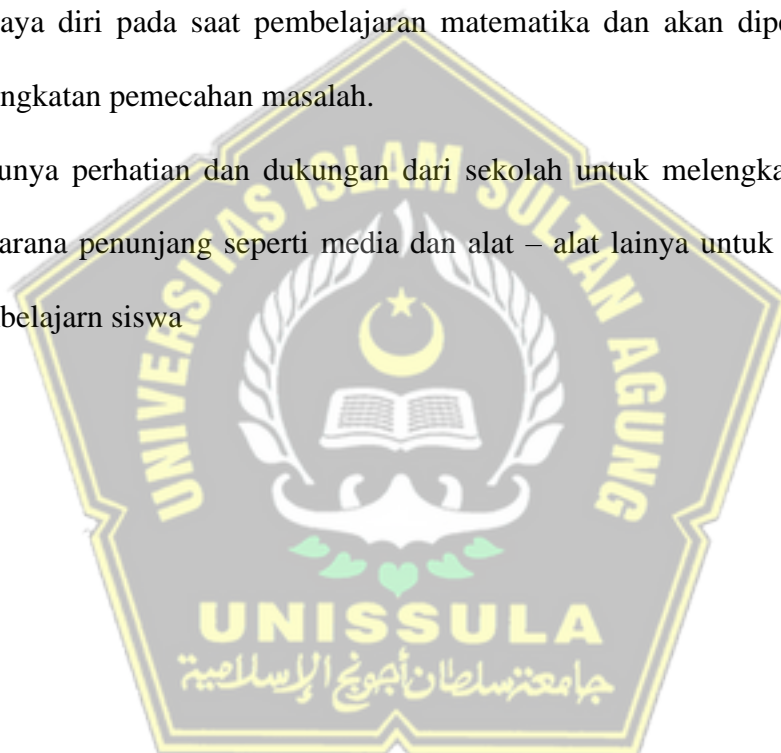 aya diri pada saat pembelajaran matematika dan akan dipe
ngkatan pemecahan masalah.
unya perhatian dan dukungan dari sekolah untuk melengka
arana penunjang seperti media dan alat – alat lainya untuk
belajarn siswa
UNIVERSITAS ISLAM SULTAN AGUNG
UNISSULA
جامعتنسلطان أجونج الإسلامية